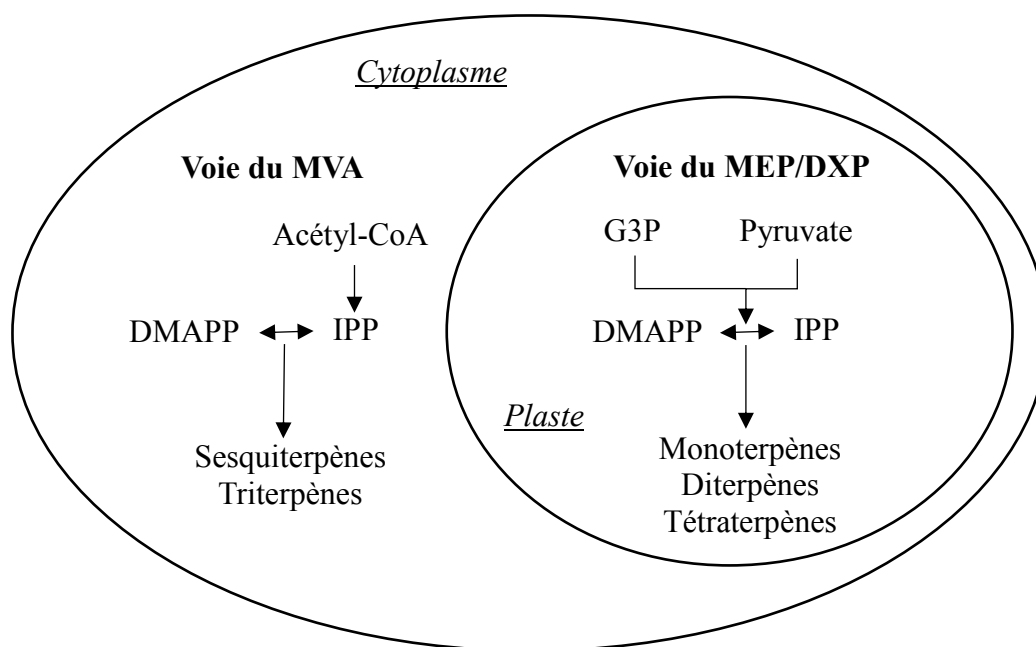 Cytoplasme
Voie du MVA
Acétyl-CoA
DMAPP
IPP
Sesquiterpènes
Triterpènes
Voie du MEP/DXP
G3P
Pyruvate
DMAPP
IPP
Plaste
Monoterpènes
Diterpènes
Tétraterpènes